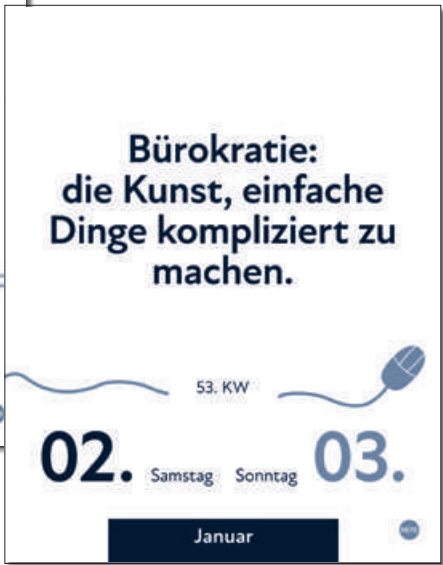 Bürokratie:
die Kunst, einfache
Dinge kompliziert zu
machen.
53. KW
02. Samstag Sonntag 03.
Januar